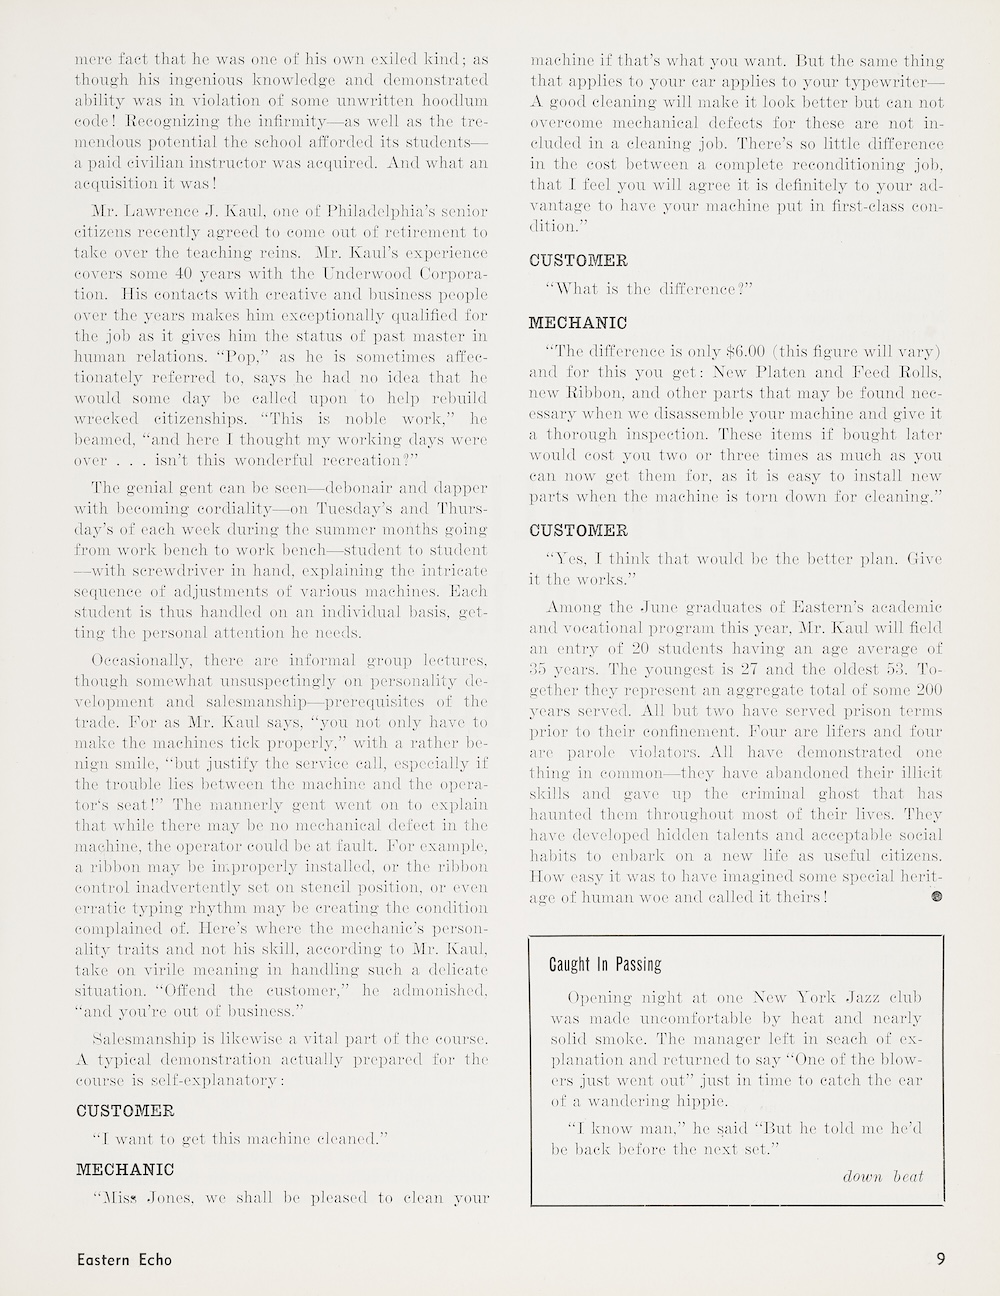 mere fact that he was one of his own exiled kind; as
though his ingenious knowledge and demonstrated
ability was in violation of some unwritten hoodlum
code! Recognizing the infirmity—as well as the tre-
mendous potential the school afforded its students—
a paid civilian instructor was acquired. And what an
acquisition it was!
Mr. Lawrence J. Kaul, one of Philadelphia's senior
citizens recently agreed to come out of retirement to
take over the teaching reins. Mr. Kaul's experience
covers some 40 years with the Underwood Corpora-
tion. His contacts with creative and business people
over the years makes him exceptionally qualified for
the job as it gives him the status of past master in
human relations. "Pop," as he is sometimes affec-
tionately referred to, says he had no idea that he
would some day be called upon to help rebuild
wrecked citizenships. "This is noble work," he
beamed, "and here I thought my working days were
over . . . isn't this wonderful recreation?"
The genial gent can be seen—debonair and dapper
with becoming cordiality—on Tuesday's and Thurs-
day's of each week during the summer months going
from work bench to work bench—student to student
—with screwdriver in hand, explaining the intricate
sequence of adjustments of various machines. Each
student is thus handled on an individual basis, get-
ting the personal attention he needs.
Occasionally, there are informal group lectures,
though somewhat unsuspectingly on personality de-
velopment and salesmanship—prerequisites of the
trade. For as Mr. Kaul says, "you not only have to
make the machines tick properly," with a rather be-
nign smile, "but justify the service call, especially if
the trouble lies between the machine and the opera-
tor's seat!" The mannerly gent went on to explain
that while there may be no mechanical defect in the
machine, the operator could be at fault. For example,
a ribbon may be improperly installed, or the ribbon
control inadvertently set on stencil position, or even
erratic typing rhythm may be creating the condition
complained of. Here's where the mechanic's person-
ality traits and not his skill, according to Mr. Kaul,
take on virile meaning in handling such a delicate
situation. "Offend the customer," he admonished,
"and you're out of business."
Salesmanship is likewise a vital part of the course.
A typical demonstration actually prepared for the
course is self-explanatory:
CUSTOMER
"I want to get this machine cleaned."
MECHANIC
"Miss Jones, we shall be pleased to clean your
machine if that's what you want. But the same thing
that applies to your car applies to your typewriter—
A good cleaning will make it look better but can not
overcome mechanical defects for these are not in-
cluded in a cleaning job. There's so little difference
in the cost between a complete reconditioning job,
that I feel you will agree it is definitely to your ad-
vantage to have your machine put in first-class con-
dition."
CUSTOMER
"What is the difference?"
MECHANIC
"The difference is only $6.00 (this figure will vary)
and for this you get: New Platen and Feed Rolls,
new Ribbon, and other parts that may be found nec-
essary when we disassemble your machine and give it
a thorough inspection. These items if bought later
would cost you two or three times as much as you
can now get them for, as it is easy to install new
parts when the machine is torn down for cleaning."
CUSTOMER
"Yes, I think that would be the better plan. Give
it the works."
Among the June graduates of Eastern's academic
and vocational program this year, Mr. Kaul will field
an entry of 20 students having an age average of
35 years. The youngest is 27 and the oldest 53. To-
gether they represent an aggregate total of some 200
years served. All but two have served prison terms
prior to their confinement. Four are lifers and four
are parole violators. All have demonstrated one
thing in common—they have abandoned their illicit
skills and gave up the criminal ghost that has
haunted them throughout most of their lives. They
have developed hidden talents and acceptable social
habits to enbark on a new life as useful citizens.
How easy it was to have imagined some special herit-
age of human woe and called it theirs!
Caught In Passing
Opening night at one New York Jazz club
was made uncomfortable by heat and nearly
solid smoke. The manager left in seach of ex-
planation and returned to say "One of the blow-
ers just went out" just in time to catch the ear
of a wandering hippie.
"I know man," he said "But he told me he'd
be back before the next set."
down beat
Eastern Echo
9